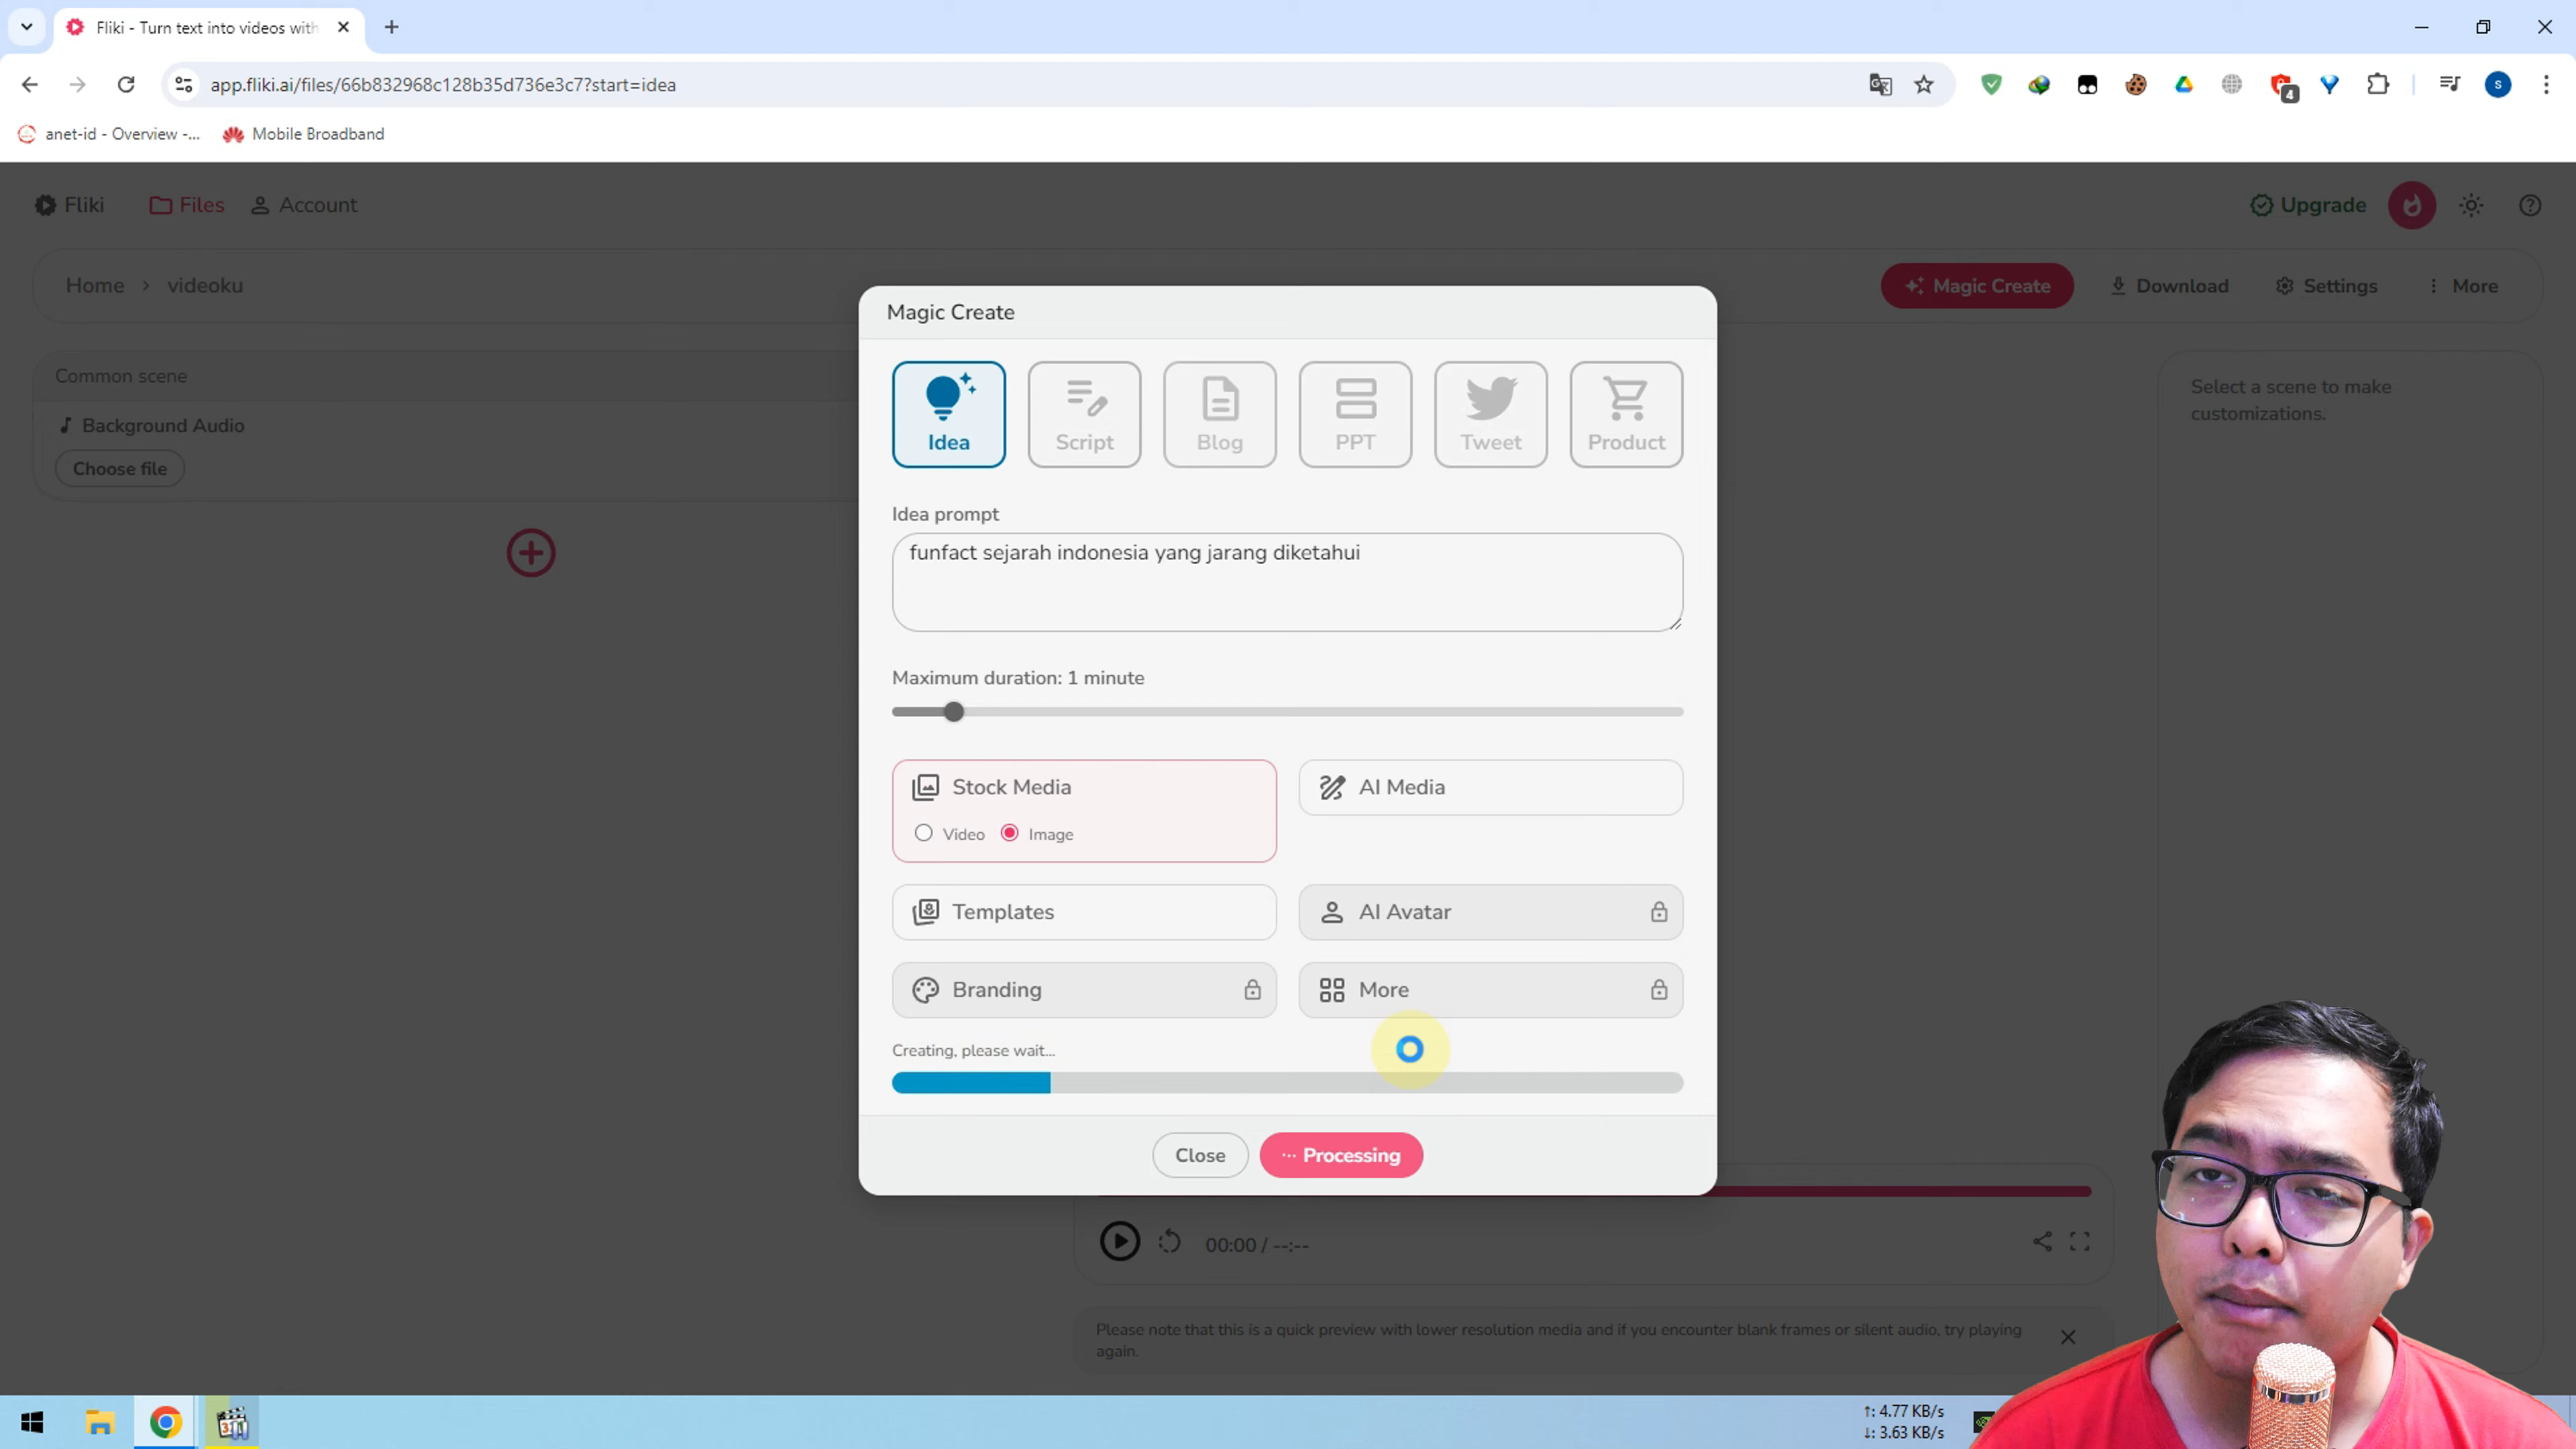 Fliki - Turn text into videos with
app.fliki.ai/files/66b832968c128b35d736e3c7?start=idea
4
S
anet-id - Overview -...
Mobile Broadband
Fliki
Files
Account
Upgrade
Home > videoku
Magic Create
Download
Settings
More
Common scene
Background Audio
Choose file
Select a scene to make
customizations.
Magic Create
Idea
Script
Blog
PPT
Tweet
Product
Idea prompt
funfact sejarah indonesia yang jarang diketahui
Maximum duration: 1 minute
Stock Media
Video
Image
AI Media
Templates
AI Avatar
Branding
More
Creating, please wait...
Close
··· Processing
00:00 / --:--
Please note that this is a quick preview with lower resolution media and if you encounter blank frames or silent audio, try playing
again.
↑: 4.77 KB/s
↓: 3.63 KB/s